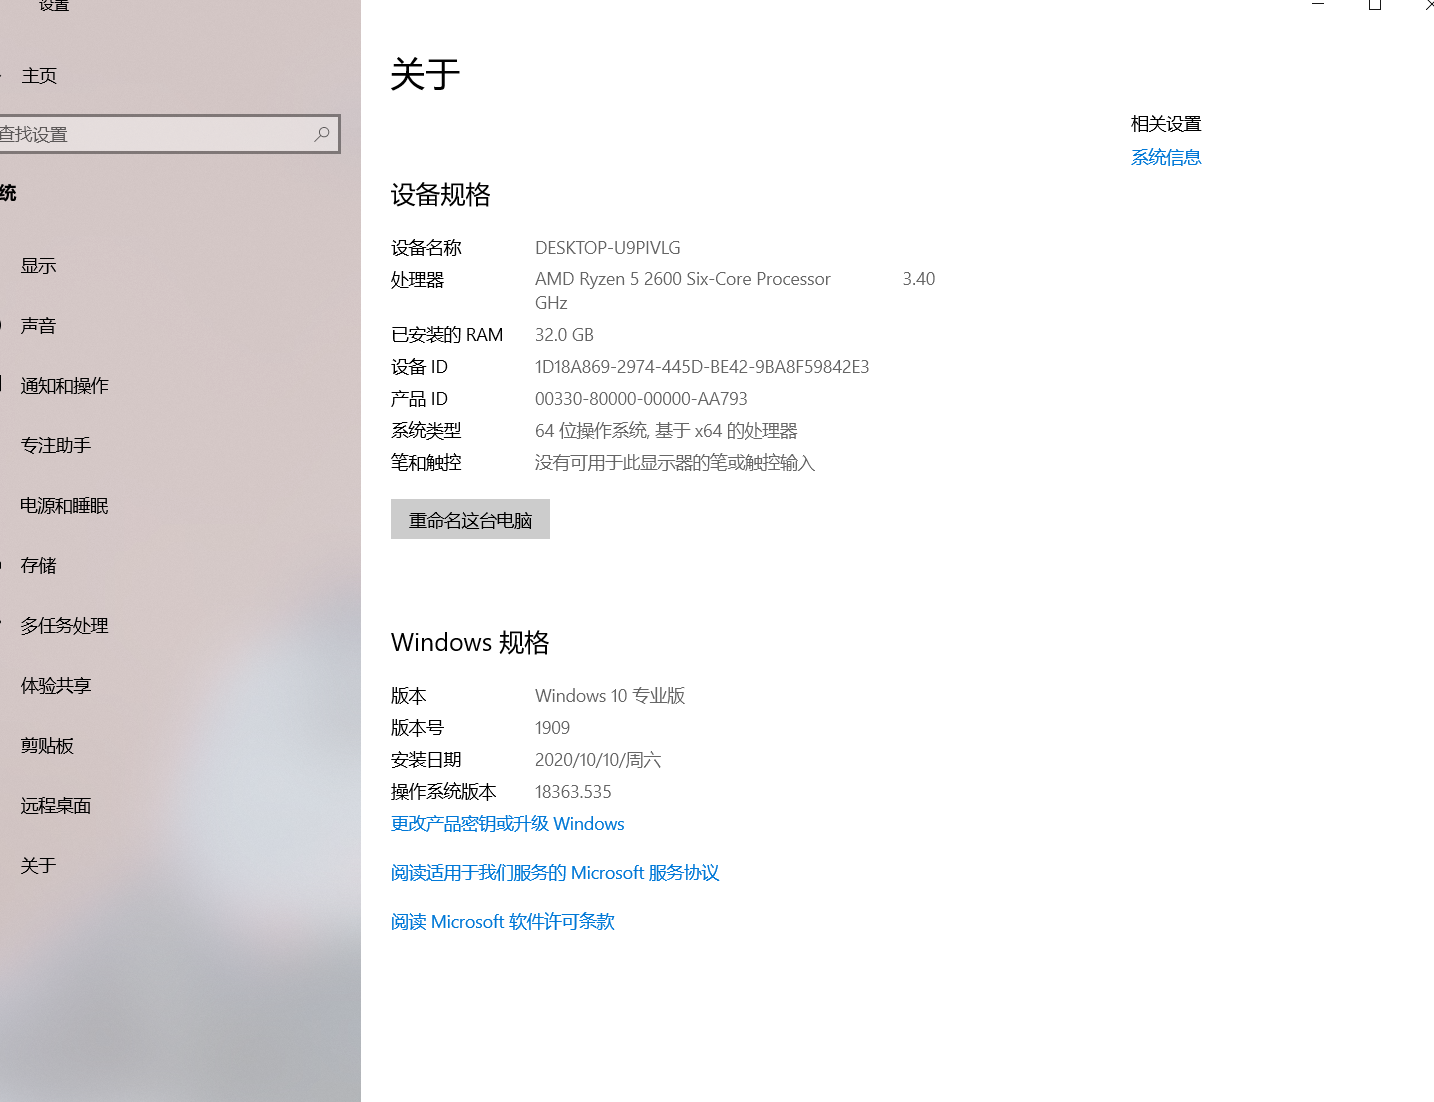 设置
主页
查找设置
统
显示
声音
通知和操作
专注助手
电源和睡眠
存储
多任务处理
体验共享
剪贴板
远程桌面
关于
关于
设备规格
设备名称 DESKTOP-U9PIVLG
处理器 AMD Ryzen 5 2600 Six-Core Processor 3.40
GHz
已安装的 RAM 32.0 GB
设备 ID 1D18A869-2974-445D-BE42-9BA8F59842E3
产品 ID 00330-80000-00000-AA793
系统类型 64 位操作系统, 基于 x64 的处理器
笔和触控 没有可用于此显示器的笔或触控输入
重命名这台电脑
Windows 规格
版本 Windows 10 专业版
版本号 1909
安装日期 2020/10/10/周六
操作系统版本 18363.535
更改产品密钥或升级 Windows
阅读适用于我们服务的 Microsoft 服务协议
阅读 Microsoft 软件许可条款
相关设置
系统信息